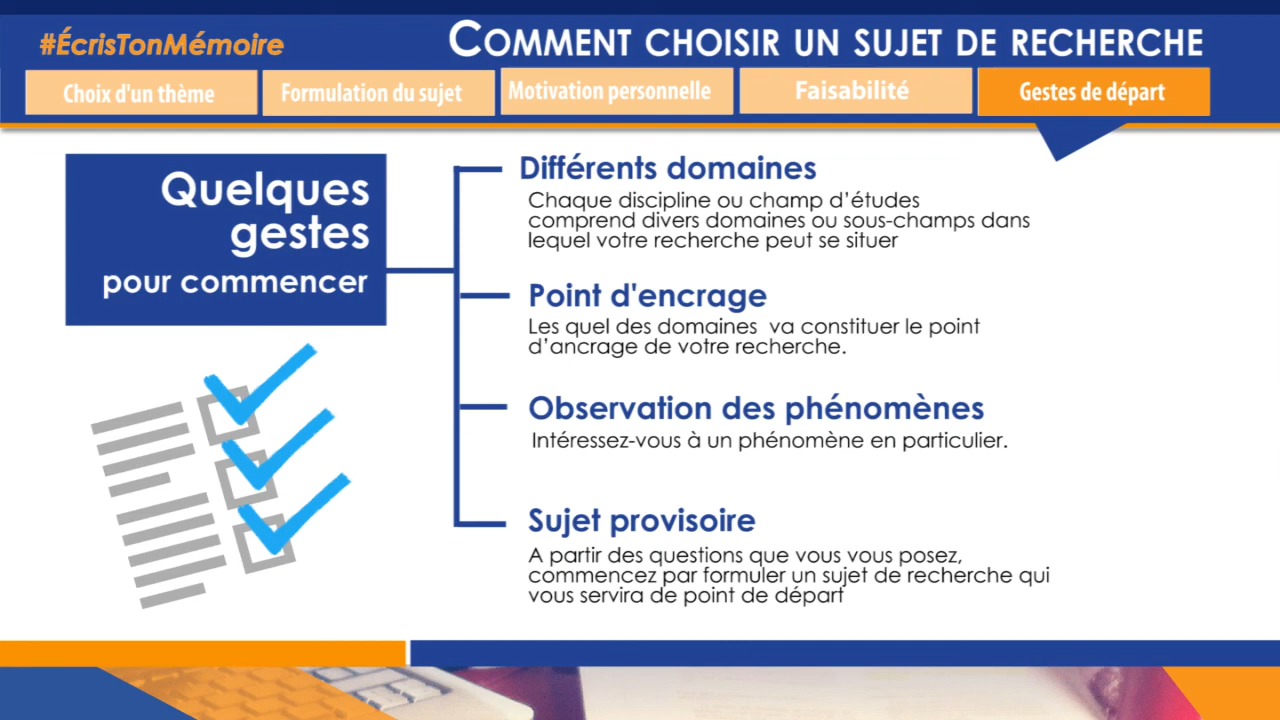 #ÉcrisTonMémoire
COMMENT CHOISIR UN SUJET DE RECHERCHE
Choix d'un thème
Formulation du sujet
Motivation personnelle
Faisabilité
Gestes de départ
Quelques
gestes
pour commencer
Différents domaines
Chaque discipline ou champ d'études
comprend divers domaines ou sous-champs dans
lequel votre recherche peut se situer
Point d'encrage
Les quel des domaines va constituer le point
d'ancrage de votre recherche.
Observation des phénomènes
Intéressez-vous à un phénomène en particulier.
Sujet provisoire
A partir des questions que vous vous posez,
commencez par formuler un sujet de recherche qui
vous servira de point de départ